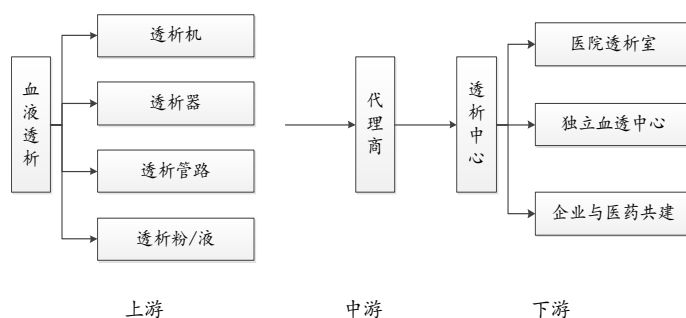 血液透析
透析机
透析器
透析管路
透析粉/液
代理商
透析中心
医院透析室
独立血透中心
企业与医药共建
上游
中游
下游